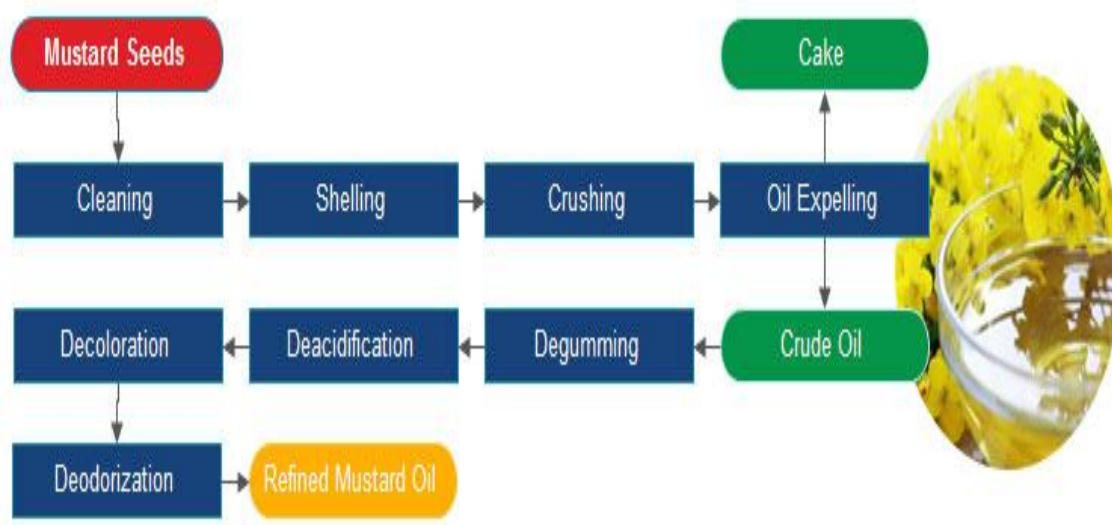 Mustard Seeds
Cake
Cleaning
Shelling
Crushing
Oil Expelling
Decoloration
Deacidification
Degumming
Crude Oil
Deodorization
Refined Mustard Oil